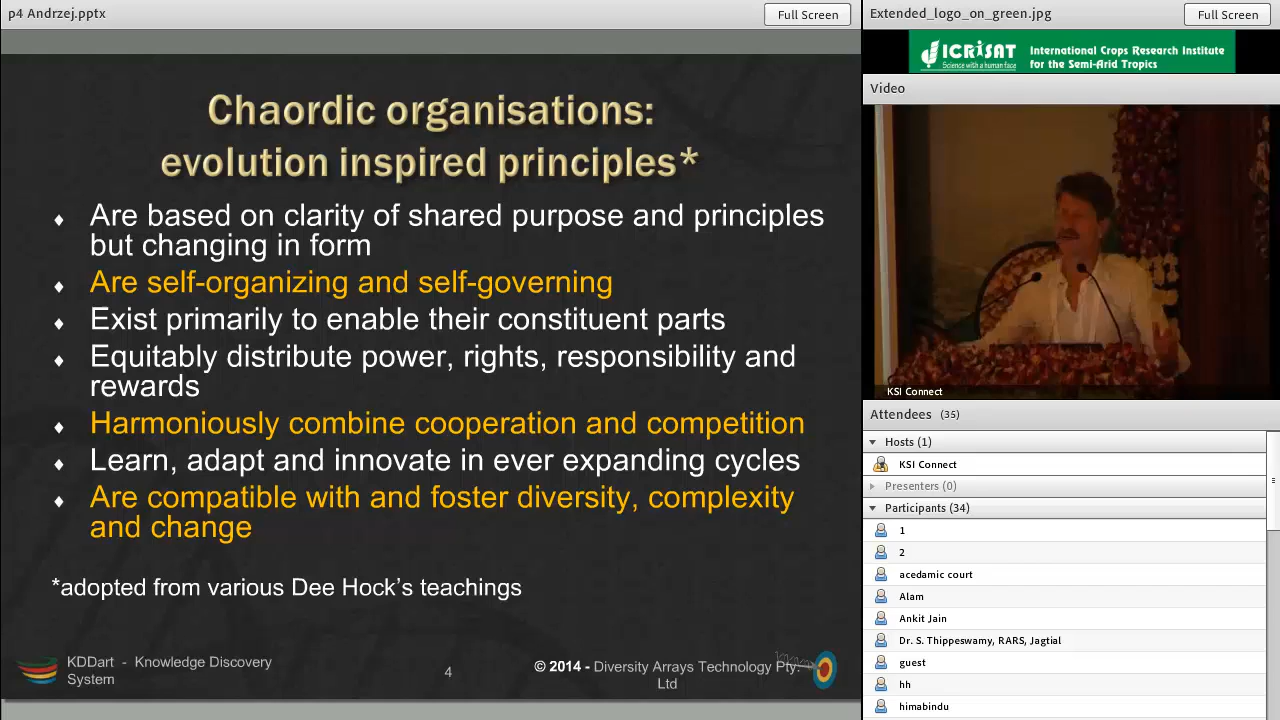 p4 Andrzej.pptx
Full Screen
Chaordic organisations:
evolution inspired principles*
Are based on clarity of shared purpose and principles
but changing in form
Are self-organizing and self-governing
Exist primarily to enable their constituent parts
Equitably distribute power, rights, responsibility and
rewards
Harmoniously combine cooperation and competition
Learn, adapt and innovate in ever expanding cycles
Are compatible with and foster diversity, complexity
and change
*adopted from various Dee Hock's teachings
KDDart - Knowledge Discovery
System
4
© 2014 - Diversity Arrays Technology Pty.
Ltd
Extended_logo_on_green.jpg
Full Screen
ICRISAT
Science with a human face
International Crops Research Institute
for the Semi-Arid Tropics
Video
KSI Connect
Attendees (35)
Hosts (1)
KSI Connect
Presenters (0)
Participants (34)
1
2
acedamic court
Alam
Ankit Jain
Dr. S. Thippeswamy, RARS, Jagtial
guest
hh
himabindu